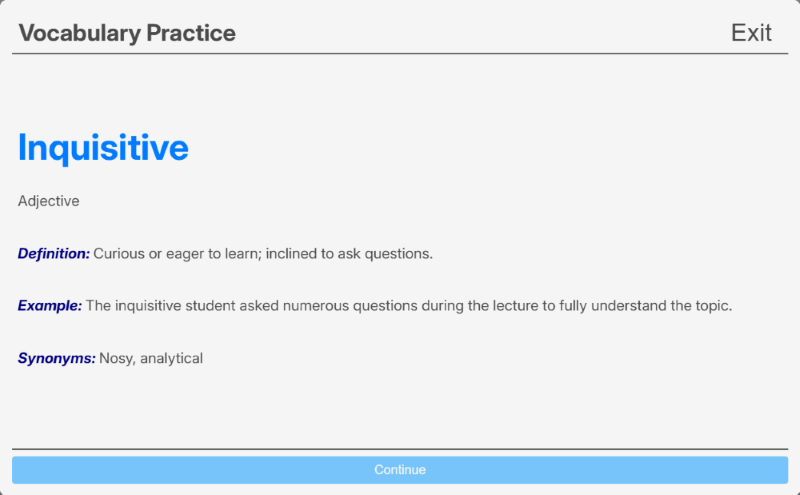 Vocabulary Practice
Exit
Inquisitive
Adjective
Definition: Curious or eager to learn; inclined to ask questions.
Example: The inquisitive student asked numerous questions during the lecture to fully understand the topic.
Synonyms: Nosy, analytical
Continue